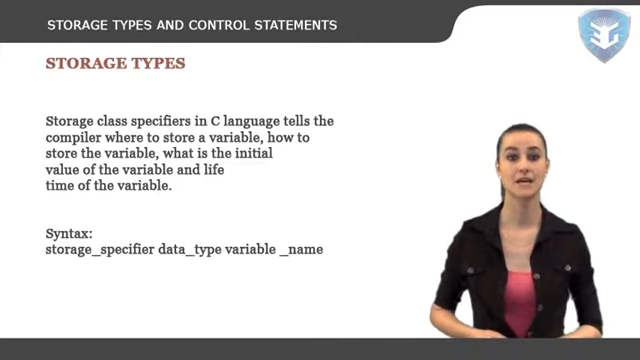 STORAGE TYPES AND CONTROL STATEMENTS
STORAGE TYPES
Storage class specifiers in C language tells the
compiler where to store a variable, how to
store the variable, what is the initial
value of the variable and life
time of the variable.
Syntax:
storage_specifier data_type variable _name